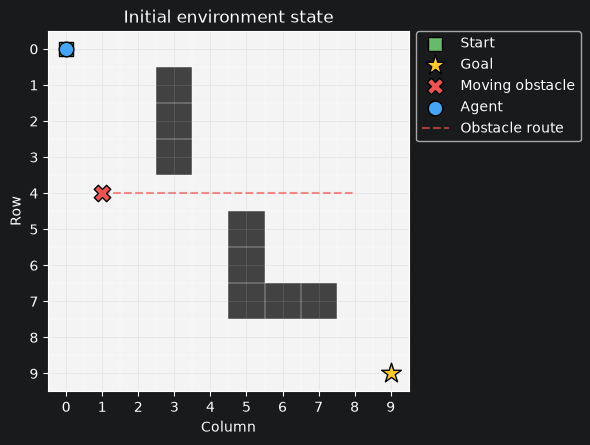 Initial environment state
Start
Goal
Moving obstacle
Agent
Obstacle route
Row
0
1
2
3
4
5
6
7
8
9
0 1 2 3 4 5 6 7 8 9
Column